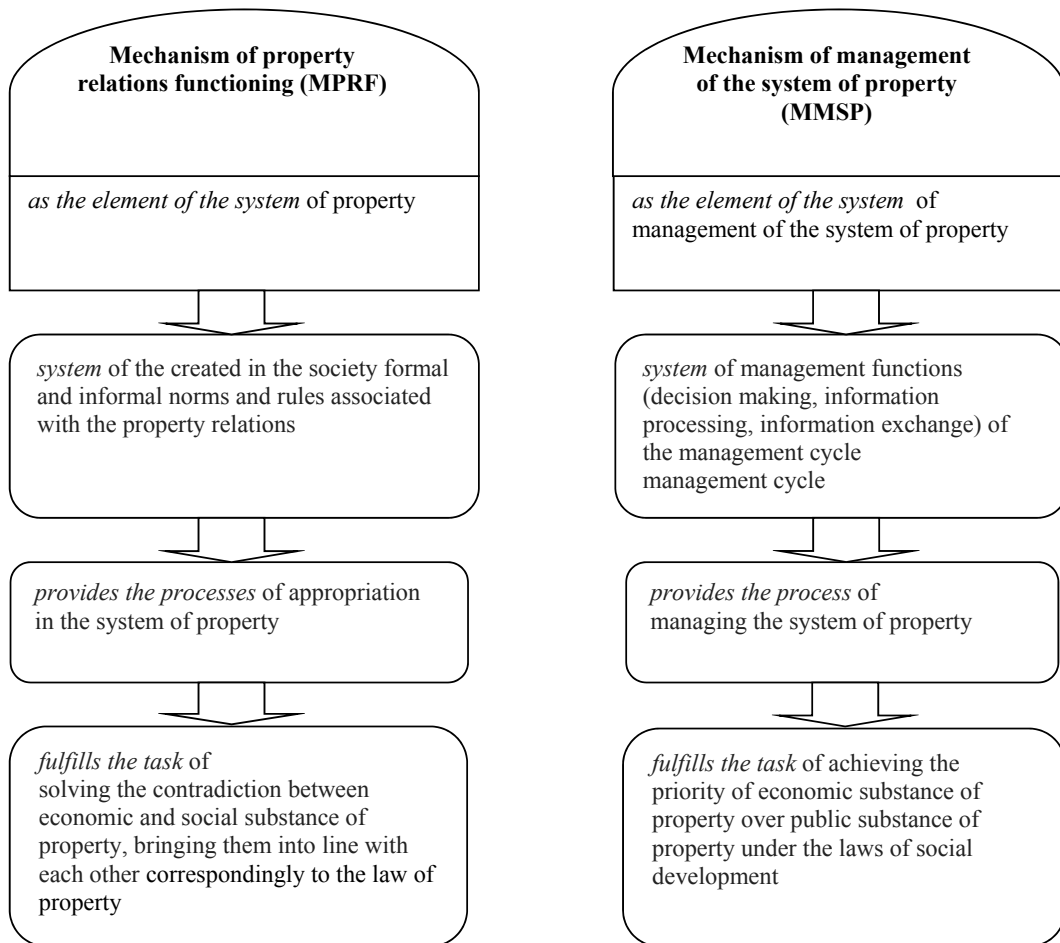 Mechanism of property
relations functioning (MPRF)
as the element of the system of property
system of the created in the society formal
and informal norms and rules associated
with the property relations
provides the processes of appropriation
in the system of property
fulfills the task of
solving the contradiction between
economic and social substance of
property, bringing them into line with
each other correspondingly to the law of
property
Mechanism of management
of the system of property
(MMSP)
as the element of the system of
management of the system of property
system of management functions
(decision making, information
processing, information exchange) of
the management cycle
management cycle
provides the process of
managing the system of property
fulfills the task of achieving the
priority of economic substance of
property over public substance of
property under the laws of social
development